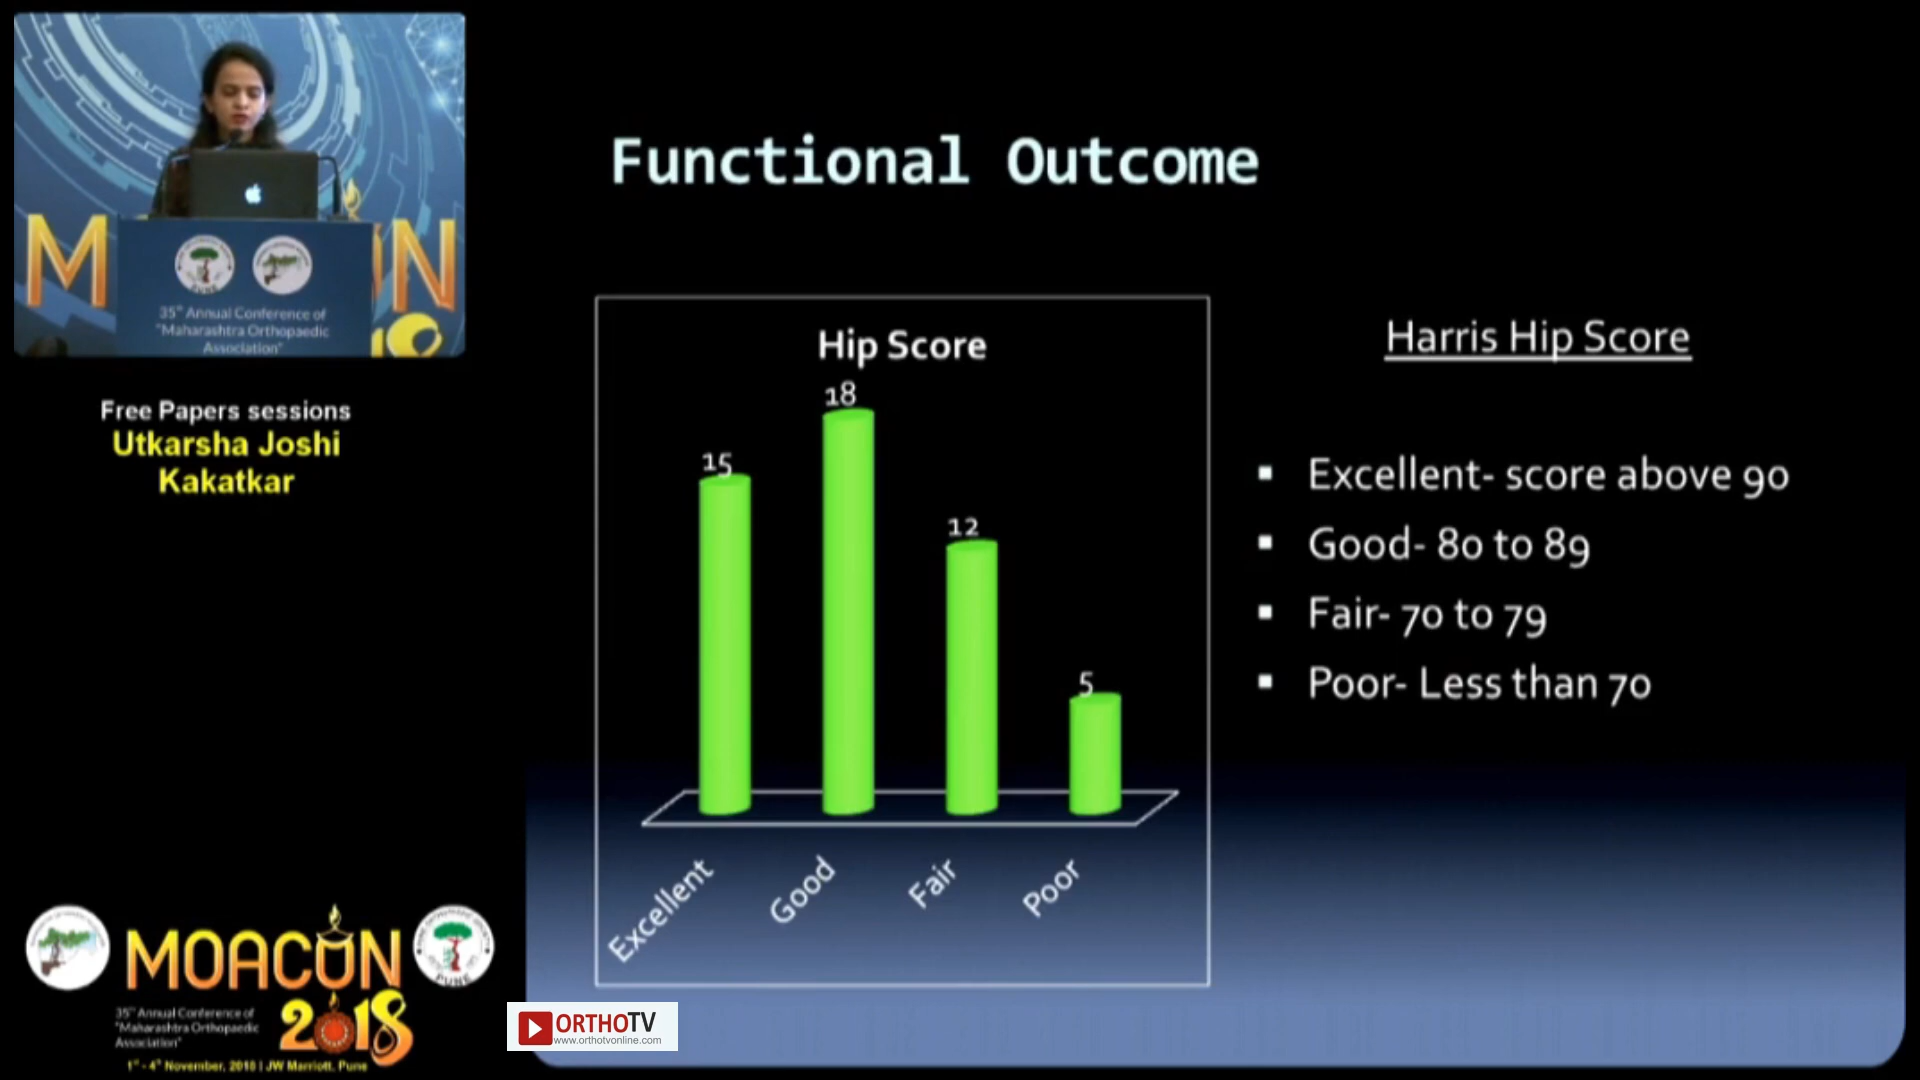 M
N
PUNE
35th Annual Conference of
"Maharashtra Orthopaedic
Association"
Free Papers sessions
Utkarsha Joshi
Kakatkar
Functional Outcome
Hip Score
15
18
12
5
Excellent
Good
Fair
Poor
Harris Hip Score
▪ Excellent- score above 90
▪ Good- 80 to 89
▪ Fair- 70 to 79
▪ Poor- Less than 70
MOACON
2018
PUNE
35th Annual Conference of
"Maharashtra Orthopaedic
Association"
1st - 4th November, 2018 | JW Marriott, Pune
ORTHOTV
www.orthotvonline.com